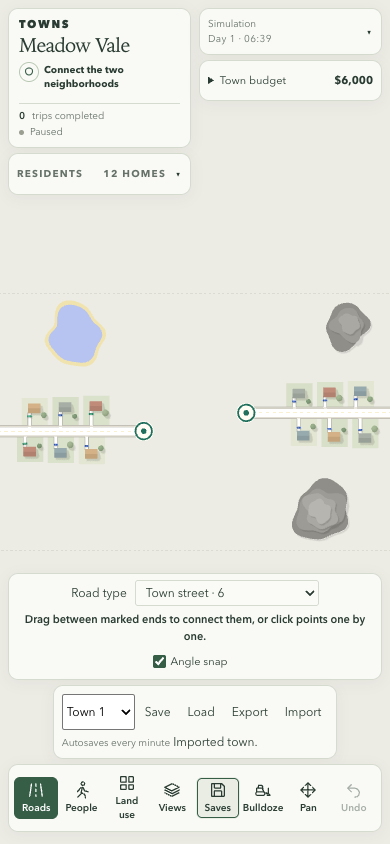 TOWNS
Meadow Vale
Connect the two
neighborhoods
0 trips completed
Paused
Simulation
Day 1 · 06:39
Town budget $6,000
RESIDENTS 12 HOMES
Road type Town street · 6
Drag between marked ends to connect them, or click points one by
one.
Angle snap
Town 1 Save Load Export Import
Autosaves every minute Imported town.
Roads People Land use Views Saves Bulldoze Pan Undo